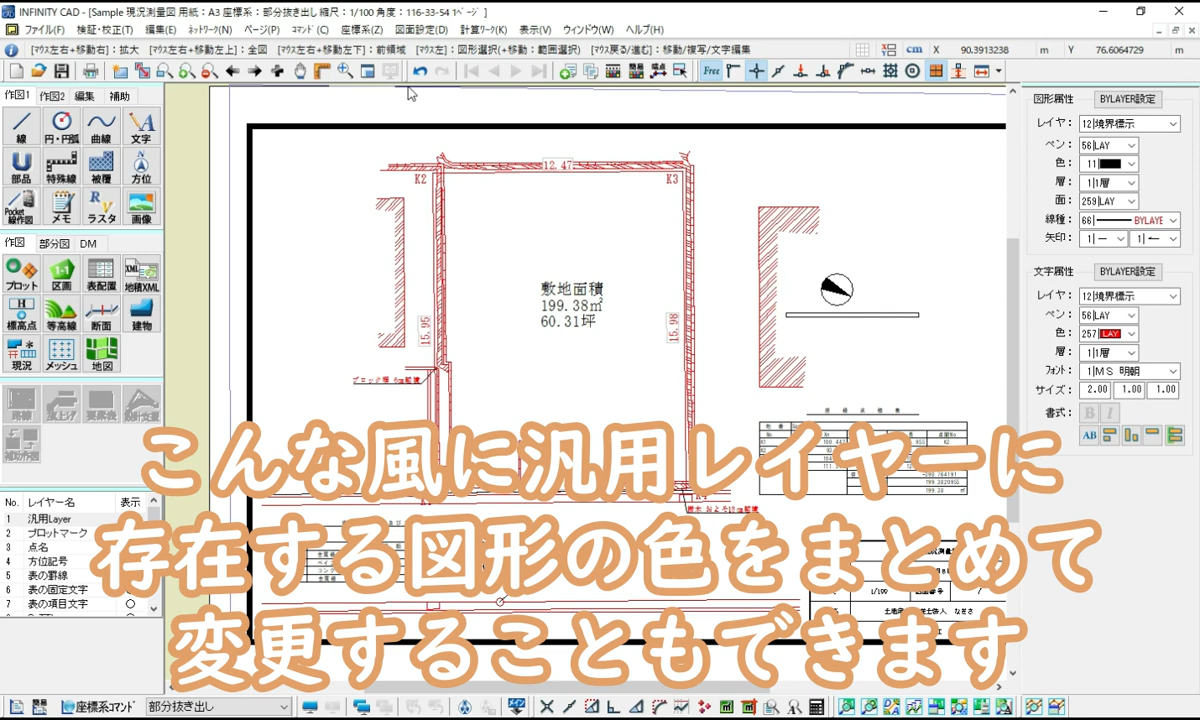 INFINITY CAD - [Sample 現況測量図 用紙：A3 座標系：部分抜き出し 縮尺：1/100 角度：116-33-54 1ﾍﾟｰｼﾞ ]
ファイル(F) 検証・校正(T) 編集(E) ﾈｯﾄﾜｰｸ(N) ページ(P) ｺﾏﾝﾄﾞ(C) 座標系(Z) 図面設定(D) 計算ワーク(K) 表示(V) ウィンドウ(W) ヘルプ(H)
[ﾏｳｽ左右+移動右]：拡大 [ﾏｳｽ左右+移動左上]：全図 [ﾏｳｽ左右+移動左下]：前領域 [ﾏｳｽ左]：図形選択(+移動：範囲選択) [ﾏｳｽ戻る/進む]：移動/複写/文字編集
cm X 90.3913238 m Y 76.6064729 m
Free
作図1 作図2 編集 補助
線 円・円弧 曲線 文字
部品 特殊線 被覆 方位
Pocket線作図 メモ ラスタ 画像
作図 部分図 DM
プロット 区画 表配置 地積XML
標高点 等高線 断面 建物
現況 メッシュ 地図
補助作図
No. レイヤー名 表示
1 汎用Layer
2 プロットマーク
3 点名
4 方位記号
5 表の罫線
6 表の固定文字
7 表の項目文字
12.47
K2
K3
15.95
15.98
敷地面積
199.38㎡
60.31坪
K4
図形属性 BYLAYER設定
レイヤ： 12|境界標示
ペン： 56|LAY
色： 11
層： 1|1層
面： 259|LAY
線種： 66 BYLAYE
矢印： 1 1
文字属性 BYLAYER設定
レイヤ： 12|境界標示
ペン： 56|LAY
色： 257 LAY
層： 1|1層
ﾌｫﾝﾄ： 1|ＭＳ 明朝
サイズ： 2.00 1.00 1.00
書式： B I
AB
こんな風に汎用レイヤーに
存在する図形の色をまとめて
変更することもできます
座標系ｺﾏﾝﾄﾞ 部分抜き出し